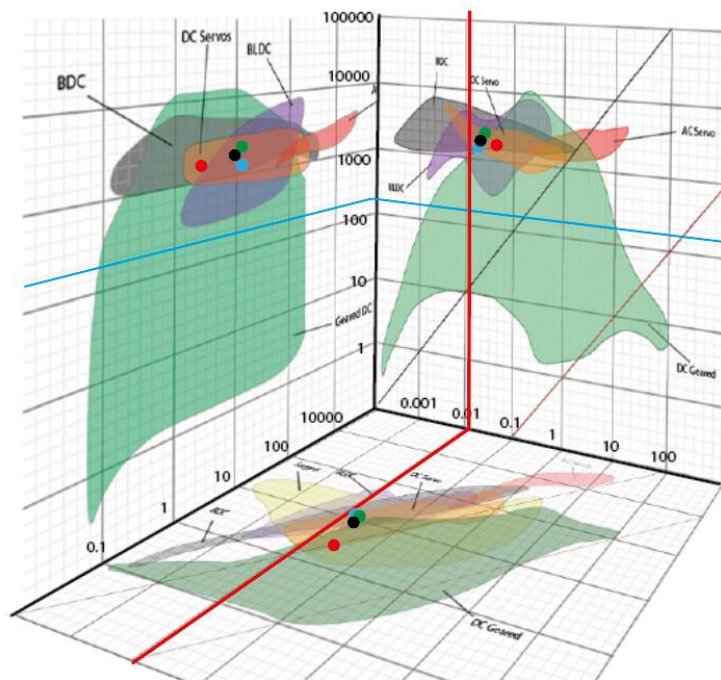 100000
10000
1000
100
10
1
BDC
DC Servos
BLDC
A
Geared DC
BDC
DC Servo
AC Servo
BLDC
DC Geared
0.001
0.01
0.1
1
10
100
10000
100
10
1
0.1
BDC
DC Servo
DC Geared